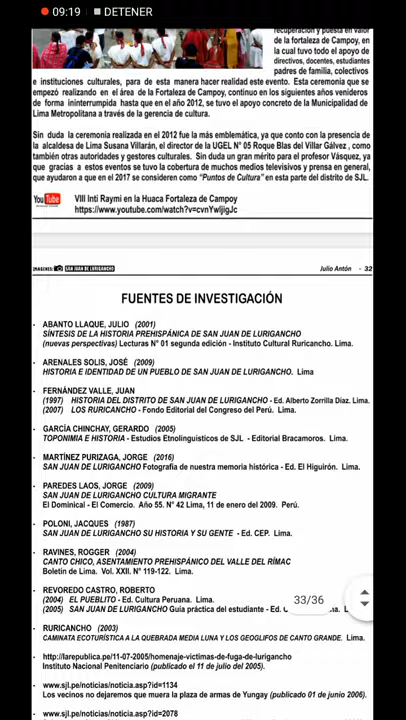 09:19 DETENER
recuperación y puesta en valor
de la fortaleza de Campoy, en
la cual tuvo todo el apoyo de
directivos, docentes, estudiantes
padres de familia, colectivos
e instituciones culturales, para de esta manera hacer realidad este evento. Esta ceremonia que se
empezó realizando en el área de la Fortaleza de Campoy, continuo en los siguientes años venideros
de forma ininterrumpida hasta que en el año 2012, se tuvo el apoyo concreto de la Municipalidad de
Lima Metropolitana a través de la gerencia de cultura.
Sin duda la ceremonia realizada en el 2012 fue la más emblemática, ya que conto con la presencia de
la alcaldesa de Lima Susana Villarán, el director de la UGEL N° 05 Roque Blas del Villar Gálvez , como
también otras autoridades y gestores culturales. Sin duda un gran mérito para el profesor Vásquez, ya
que gracias a estos eventos se tuvo la cobertura de muchos medios televisivos y prensa en general,
que ayudaron a que en el 2017 se consideren como "Puntos de Cultura" en esta parte del distrito de SJL.
You Tube VIII Inti Raymi en la Huaca Fortaleza de Campoy
https://www.youtube.com/watch?v=cvnYwljigJc
IMAGENES: SAN JUAN DE LURIGANCHO Julio Antón - 32
FUENTES DE INVESTIGACIÓN
- ABANTO LLAQUE, JULIO (2001)
SÍNTESIS DE LA HISTORIA PREHISPÁNICA DE SAN JUAN DE LURIGANCHO
(nuevas perspectivas) Lecturas N° 01 segunda edición - Instituto Cultural Ruricancho. Lima.
- ARENALES SOLIS, JOSÉ (2009)
HISTORIA E IDENTIDAD DE UN PUEBLO DE SAN JUAN DE LURIGANCHO. Lima
- FERNÁNDEZ VALLE, JUAN
(1997) HISTORIA DEL DISTRITO DE SAN JUAN DE LURIGANCHO - Ed. Alberto Zorrilla Díaz. Lima.
(2007) LOS RURICANCHO - Fondo Editorial del Congreso del Perú. Lima.
- GARCÍA CHINCHAY, GERARDO (2005)
TOPONIMIA E HISTORIA - Estudios Etnolinguísticos de SJL - Editorial Bracamoros. Lima.
- MARTÍNEZ PURIZAGA, JORGE (2016)
SAN JUAN DE LURIGANCHO Fotografía de nuestra memoria histórica - Ed. El Higuirón. Lima.
- PAREDES LAOS, JORGE (2009)
SAN JUAN DE LURIGANCHO CULTURA MIGRANTE
El Dominical - El Comercio. Año 55. N° 42 Lima, 11 de enero del 2009. Perú.
- POLONI, JACQUES (1987)
SAN JUAN DE LURIGANCHO SU HISTORIA Y SU GENTE - Ed. CEP. Lima.
- RAVINES, ROGGER (2004)
CANTO CHICO, ASENTAMIENTO PREHISPÁNICO DEL VALLE DEL RÍMAC
Boletín de Lima. Vol. XXII. N° 119-122. Lima.
- REVOREDO CASTRO, ROBERTO
(2004) EL PUEBLITO - Ed. Cultura Peruana. Lima.
(2005) SAN JUAN DE LURIGANCHO Guía práctica del estudiante - Ed.
33/36
- RURICANCHO (2003)
CAMINATA ECOTURÍSTICA A LA QUEBRADA MEDIA LUNA Y LOS GEOGLIFOS DE CANTO GRANDE. Lima.
- http://larepublica.pe/11-07-2005/homenaje-victimas-de-fuga-de-lurigancho
Instituto Nacional Penitenciario (publicado el 11 de julio del 2005).
- www.sjl.pe/noticias/noticia.asp?id=1134
Los vecinos no dejaremos que muera la plaza de armas de Yungay (publicado 01 de junio 2006).
- www.sjl.pe/noticias/noticia.asp?id=2078